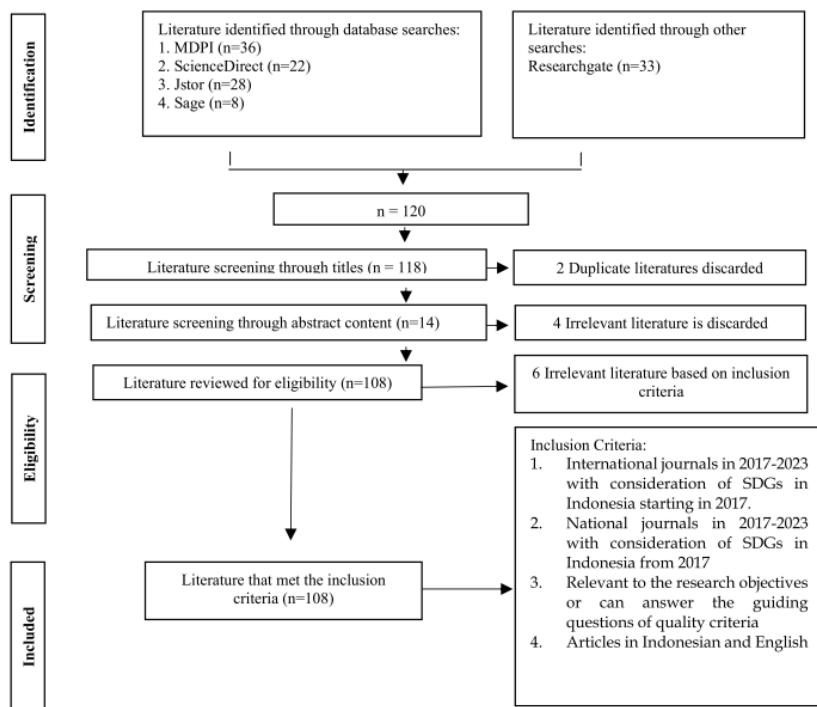 Identification
Literature identified through database searches:
1. MDPI (n=36)
2. ScienceDirect (n=22)
3. Jstor (n=28)
4. Sage (n=8)
Literature identified through other
searches:
Researchgate (n=33)
Screening
n = 120
Literature screening through titles (n = 118)
2 Duplicate literatures discarded
Literature screening through abstract content (n=14)
4 Irrelevant literature is discarded
Eligibility
Literature reviewed for eligibility (n=108)
6 Irrelevant literature based on inclusion
criteria
Included
Literature that met the inclusion
criteria (n=108)
Inclusion Criteria:
1. International journals in 2017-2023
with consideration of SDGs in
Indonesia starting in 2017.
2. National journals in 2017-2023
with consideration of SDGs in
Indonesia from 2017
3. Relevant to the research objectives
or can answer the guiding
questions of quality criteria
4. Articles in Indonesian and English